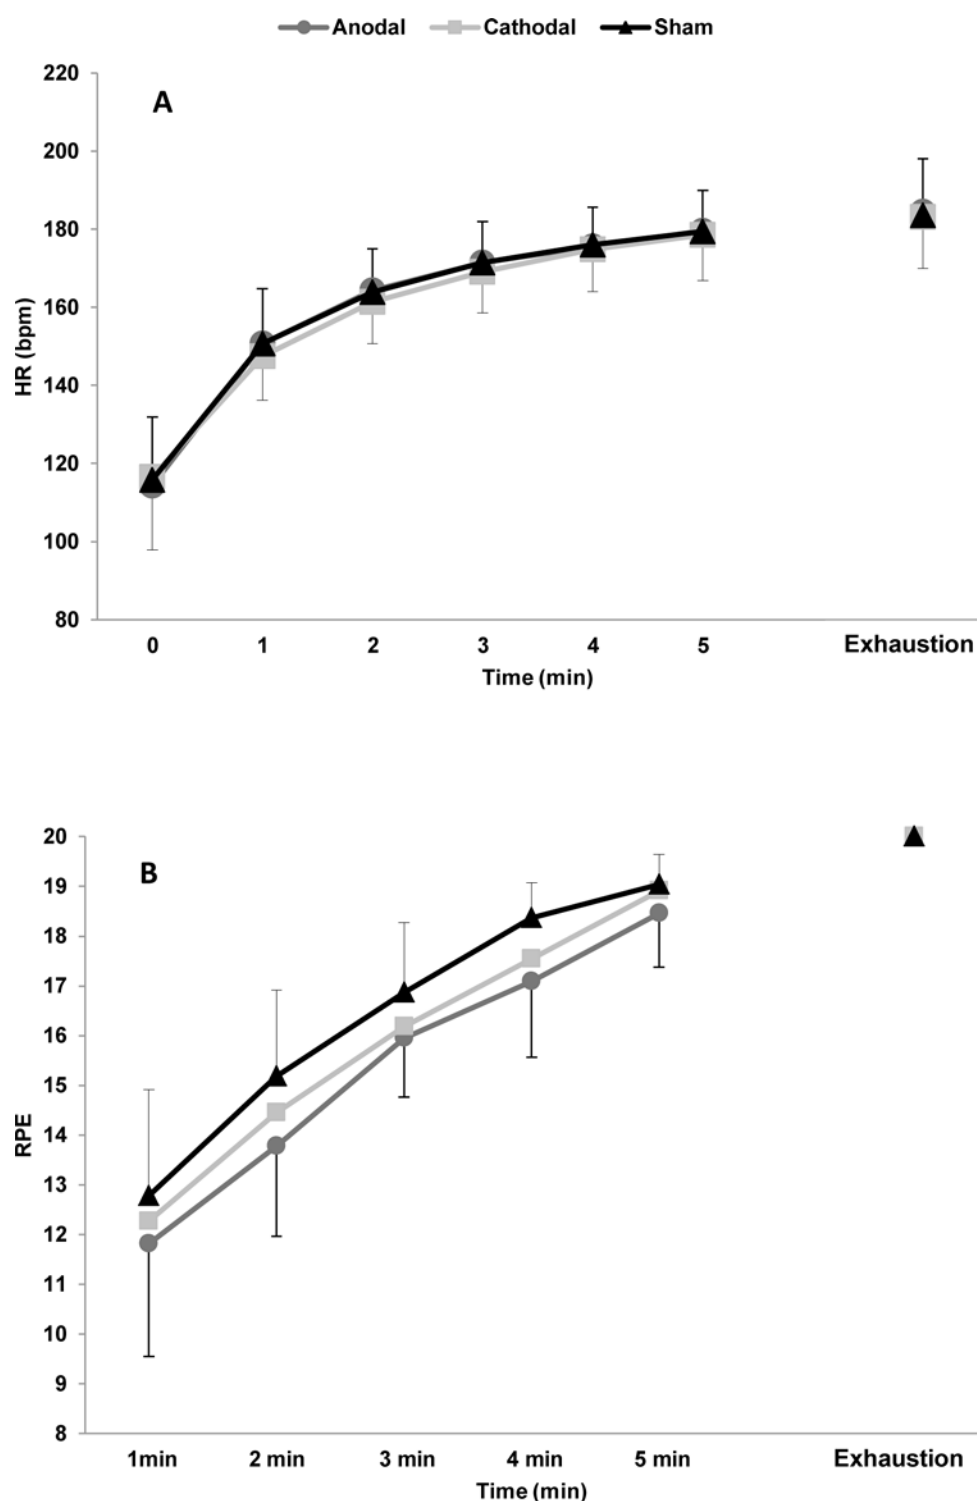 Anodal Cathodal Sham
A
220
200
180
160
140
120
100
80
HR (bpm)
0 1 2 3 4 5 Exhaustion
Time (min)
B
20
19
18
17
16
15
14
13
12
11
10
9
8
RPE
1min 2 min 3 min 4 min 5 min Exhaustion
Time (min)